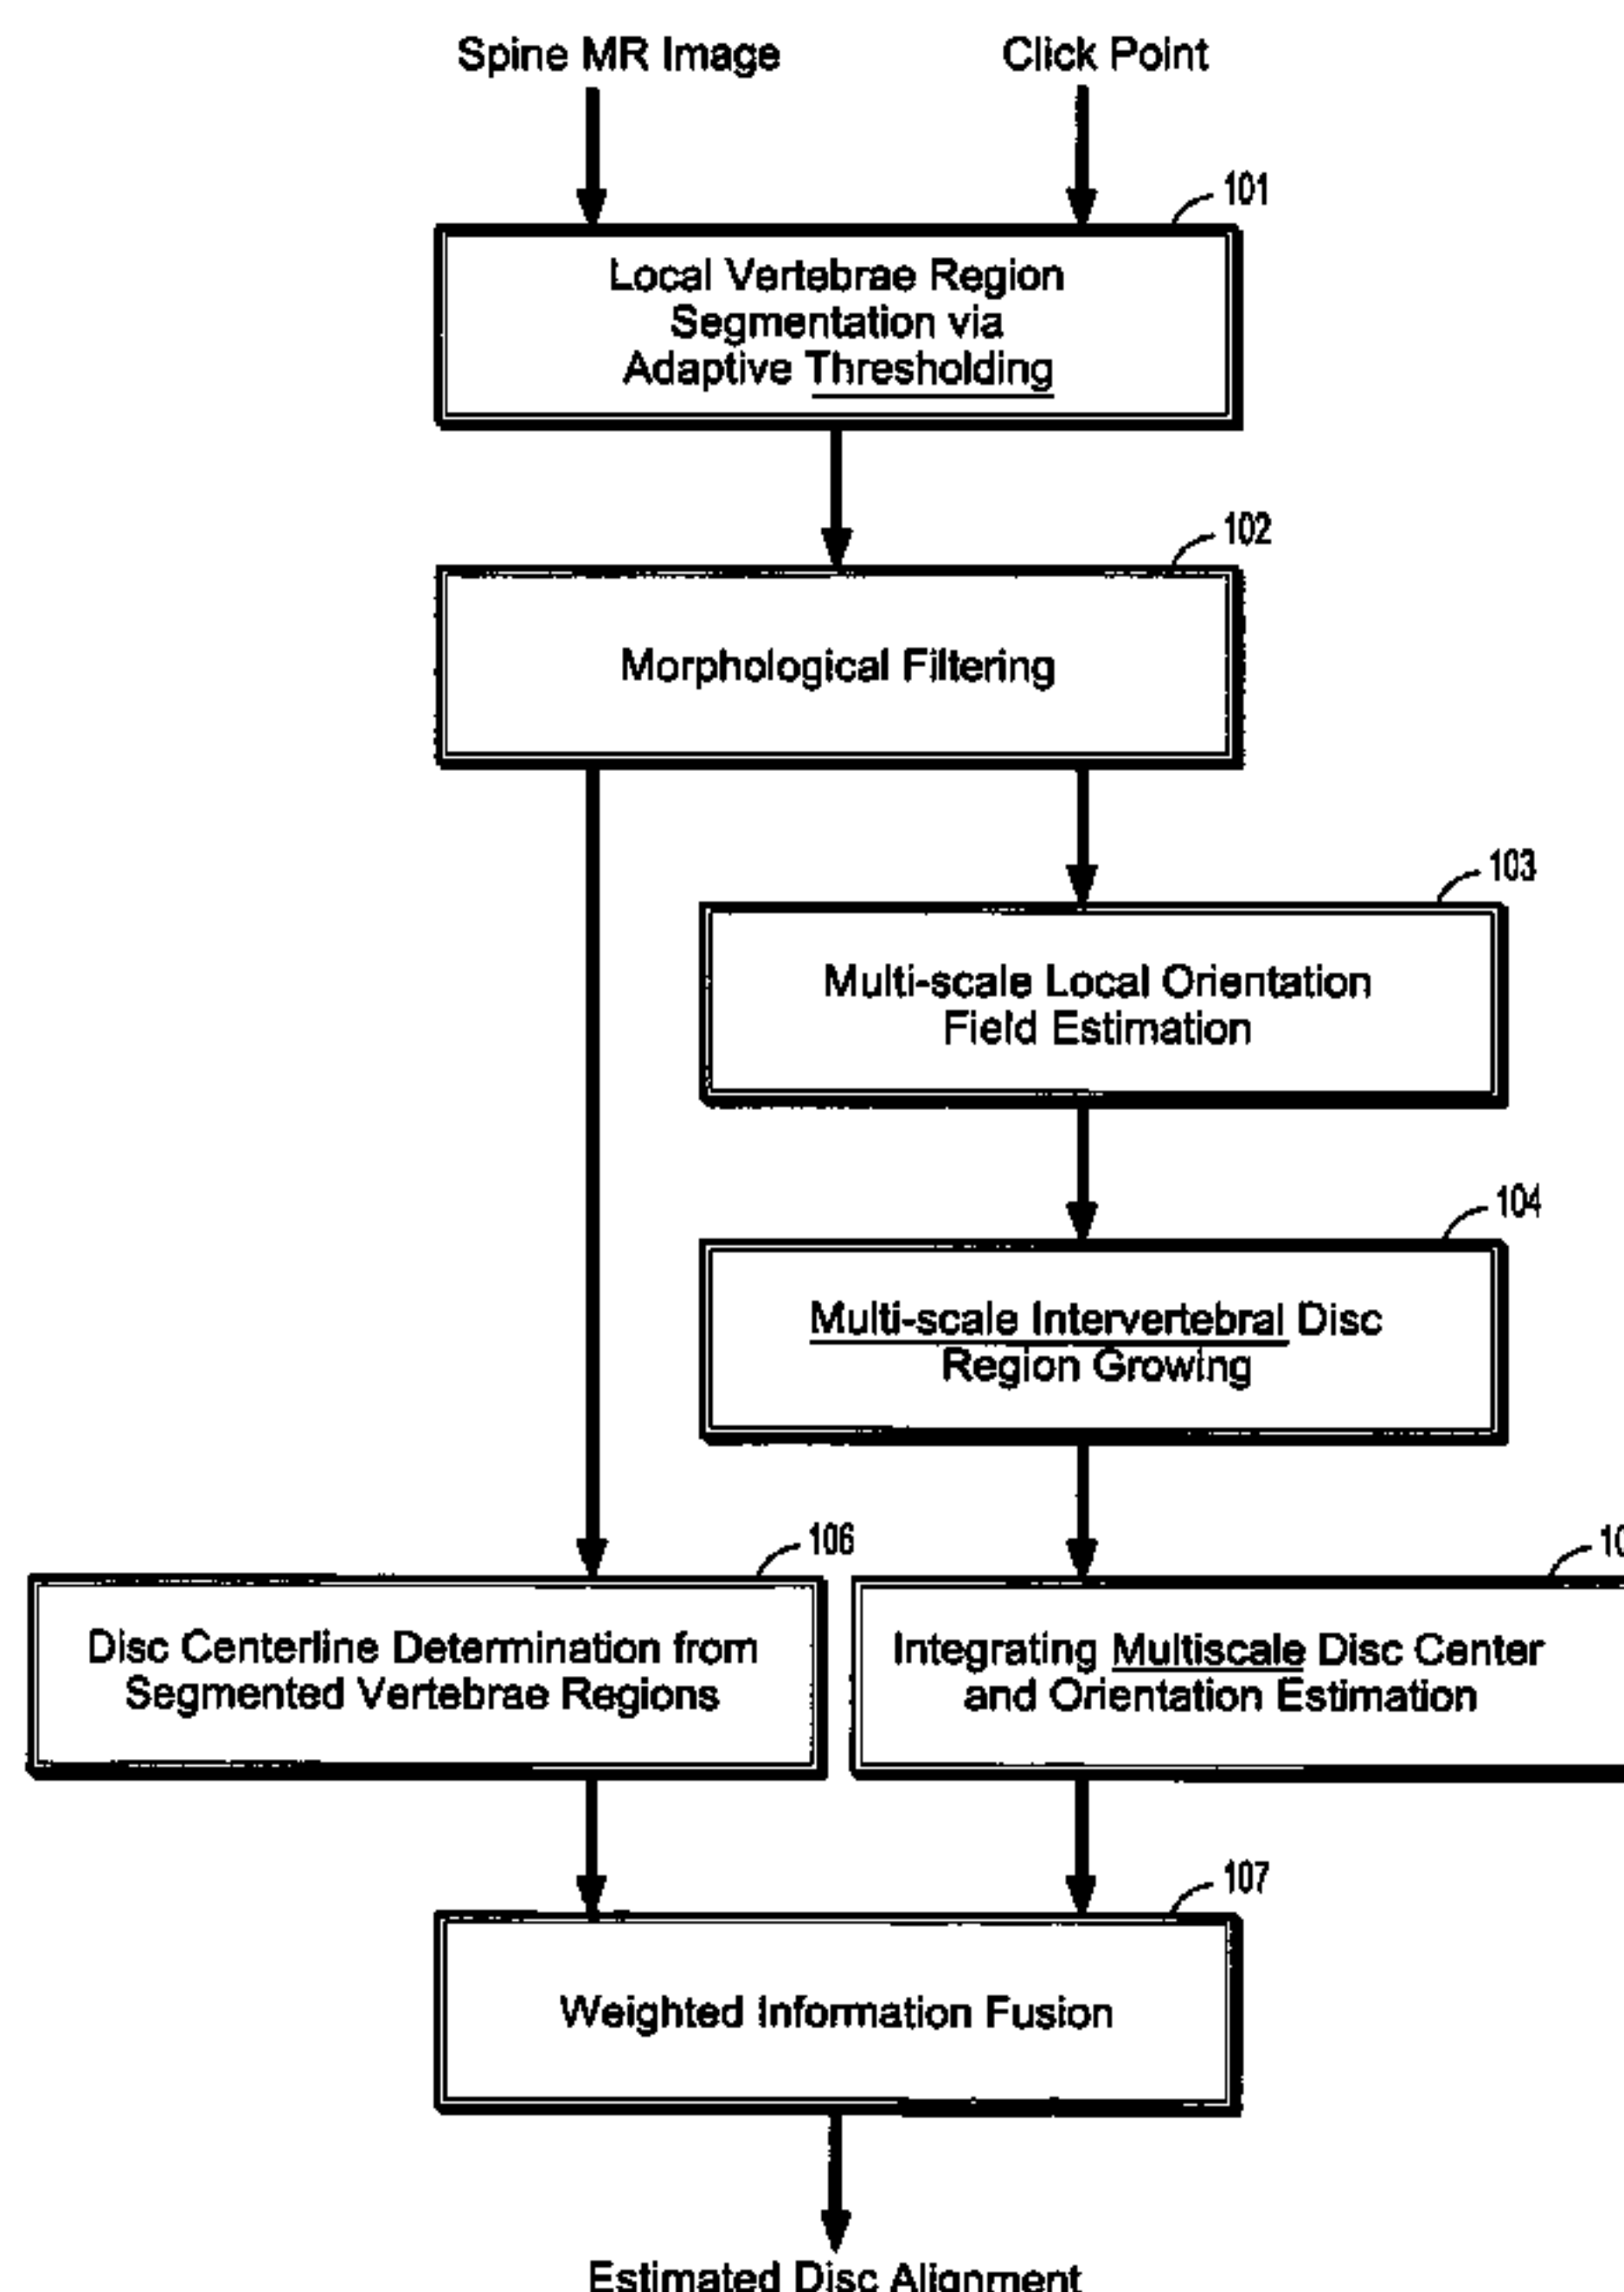 Spine MR Image
Click Point
101
Local Vertebrae Region
Segmentation via
Adaptive Thresholding
102
Morphological Filtering
103
Multi-scale Local Orientation
Field Estimation
104
Multi-scale Intervertebral Disc
Region Growing
106
Disc Centerline Determination from
Segmented Vertebrae Regions
Integrating Multiscale Disc Center
and Orientation Estimation
107
Weighted Information Fusion
Estimated Disc Alignment